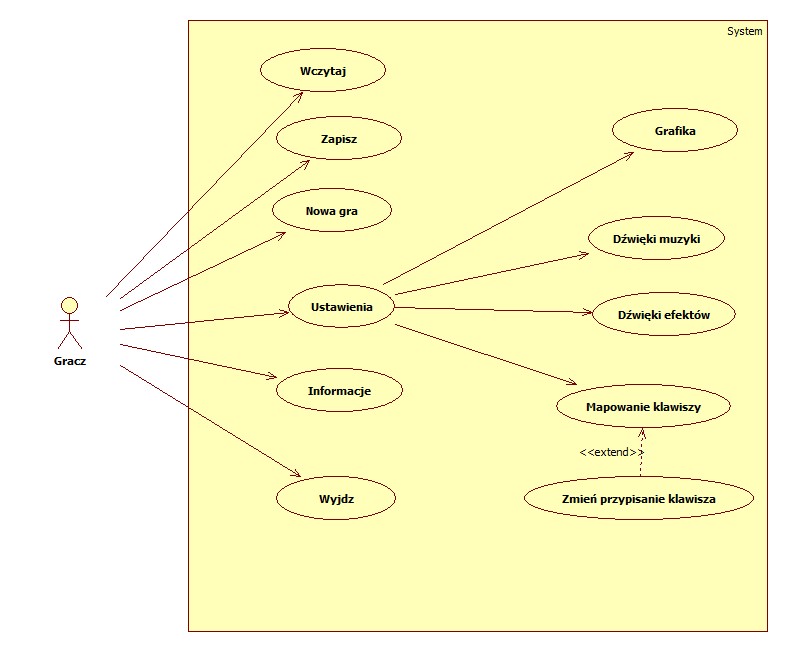 System
Wczytaj
Zapisz
Nowa gra
Ustawienia
Informacje
Wyjdz
Gracz
Grafika
Dźwięki muzyki
Dźwięki efektów
Mapowanie klawiszy
<<extend>>
Zmień przypisanie klawisza